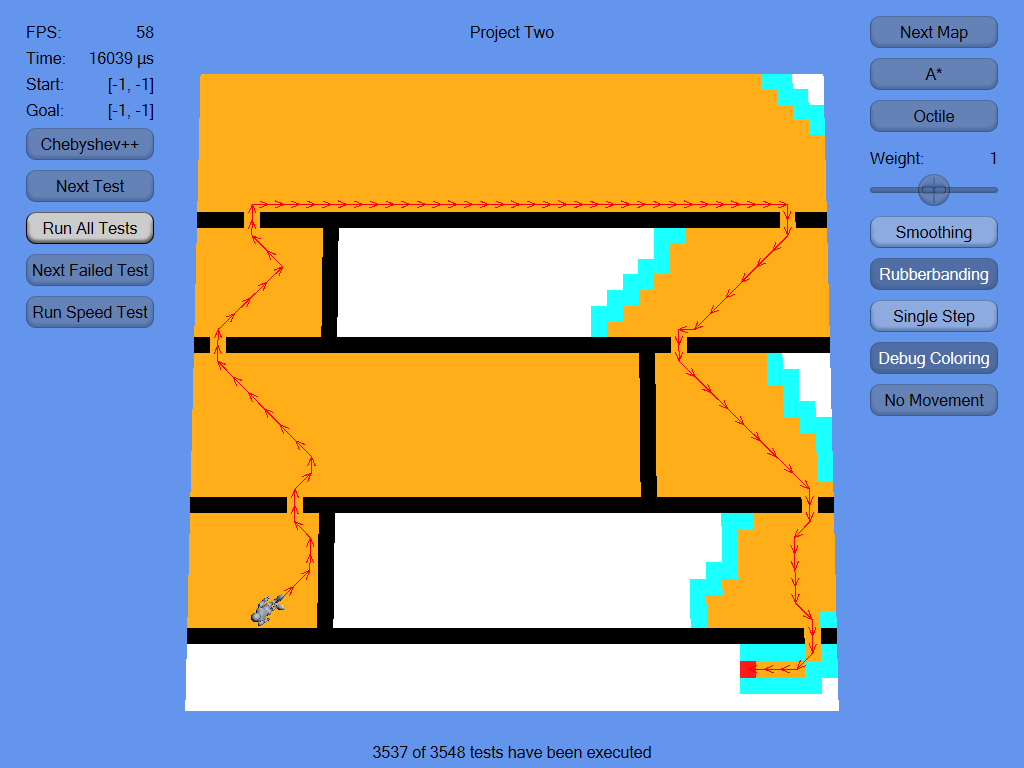 FPS: 58
Time: 16039 µs
Start: [-1, -1]
Goal: [-1, -1]
Chebyshev++
Next Test
Run All Tests
Next Failed Test
Run Speed Test
Project Two
Next Map
A*
Octile
Weight: 1
Smoothing
Rubberbanding
Single Step
Debug Coloring
No Movement
3537 of 3548 tests have been executed